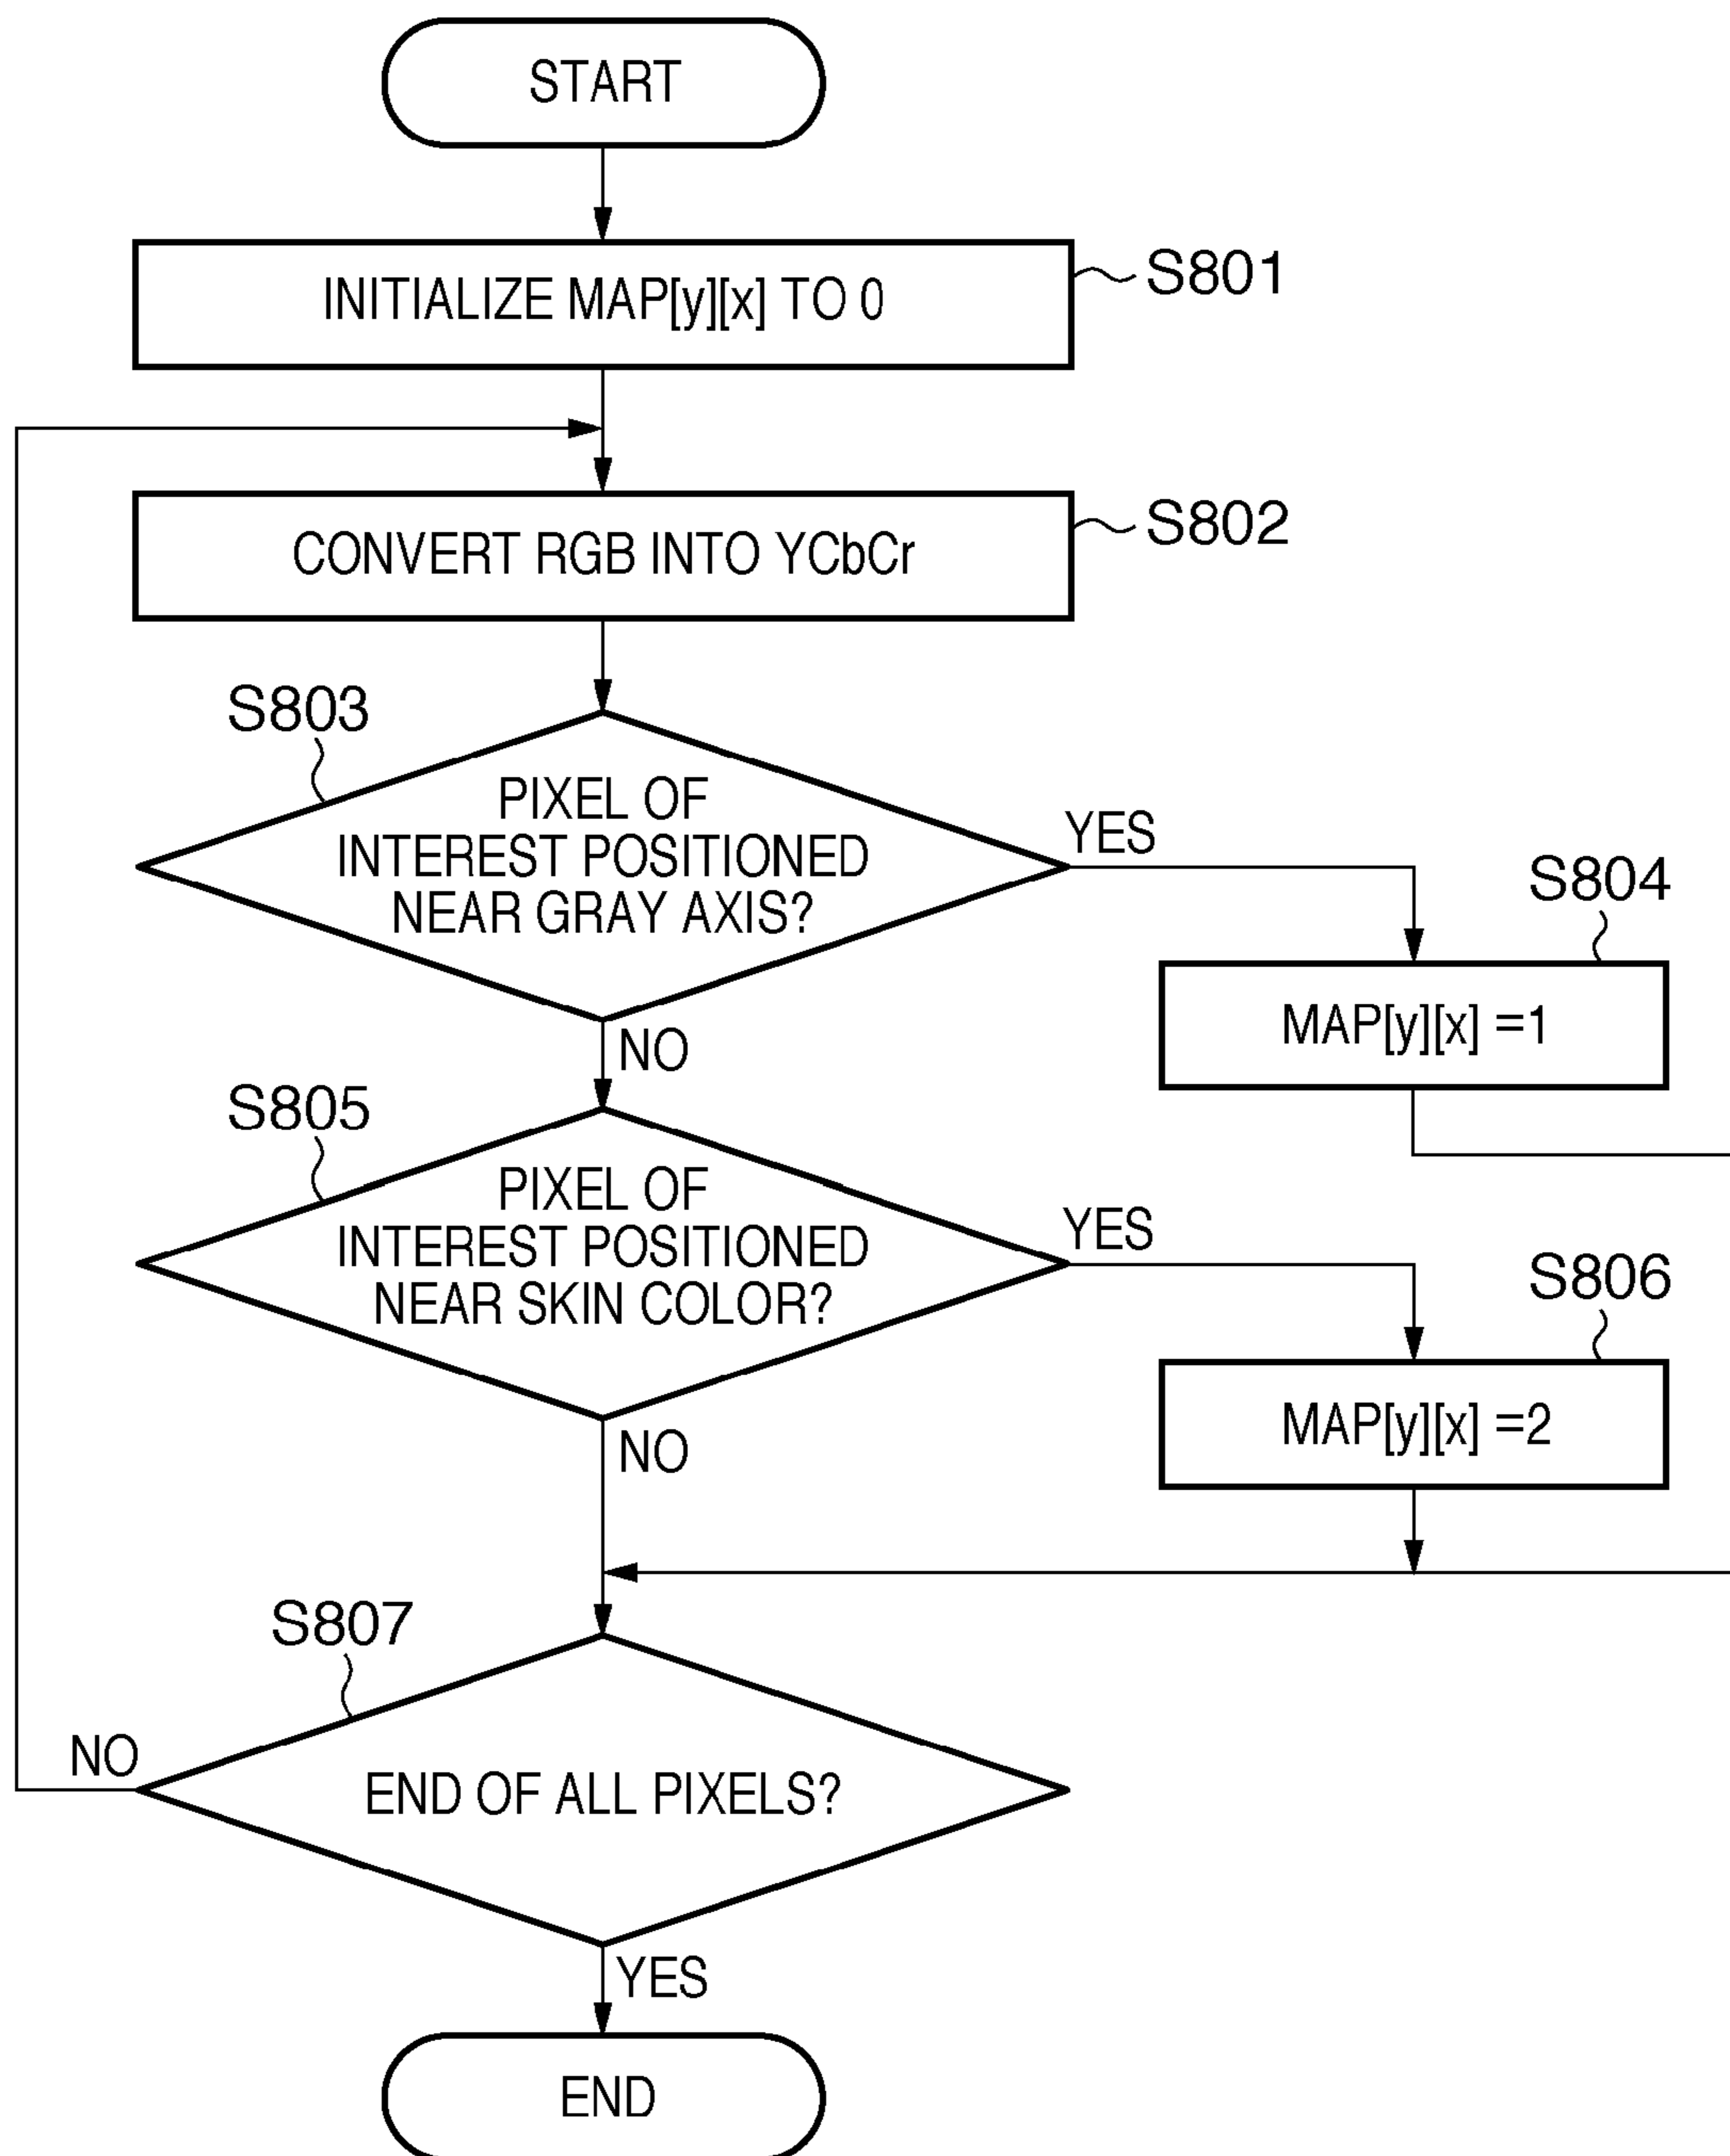 START
INITIALIZE MAP[y][x] TO 0
S801
CONVERT RGB INTO YCbCr
S802
S803
PIXEL OF
INTEREST POSITIONED
NEAR GRAY AXIS?
YES
S804
MAP[y][x] =1
NO
S805
PIXEL OF
INTEREST POSITIONED
NEAR SKIN COLOR?
YES
S806
MAP[y][x] =2
NO
S807
END OF ALL PIXELS?
NO
YES
END